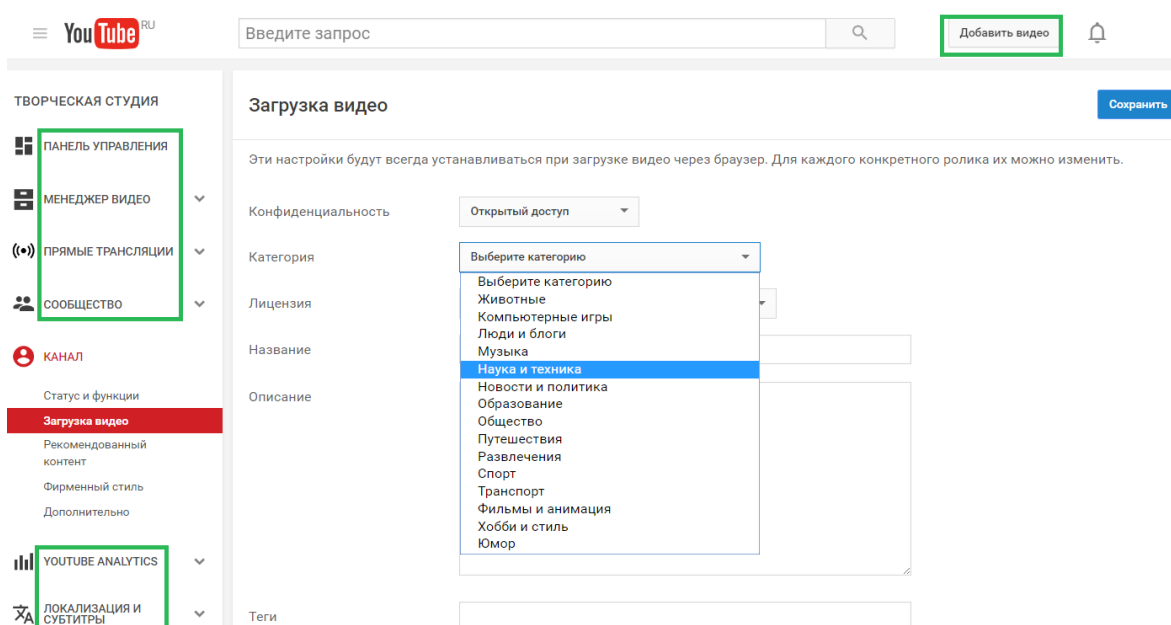 YouTube RU
Введите запрос
Добавить видео
ТВОРЧЕСКАЯ СТУДИЯ
ПАНЕЛЬ УПРАВЛЕНИЯ
МЕНЕДЖЕР ВИДЕО
ПРЯМЫЕ ТРАНСЛЯЦИИ
СООБЩЕСТВО
КАНАЛ
Статус и функции
Загрузка видео
Рекомендованный
контент
Фирменный стиль
Дополнительно
YOUTUBE ANALYTICS
ЛОКАЛИЗАЦИЯ И
СУБТИТРЫ
Загрузка видео
Сохранить
Эти настройки будут всегда устанавливаться при загрузке видео через браузер. Для каждого конкретного ролика их можно изменить.
Конфиденциальность
Открытый доступ
Категория
Выберите категорию
Выберите категорию
Животные
Компьютерные игры
Люди и блоги
Музыка
Наука и техника
Новости и политика
Образование
Общество
Путешествия
Развлечения
Спорт
Транспорт
Фильмы и анимация
Хобби и стиль
Юмор
Лицензия
Название
Описание
Теги